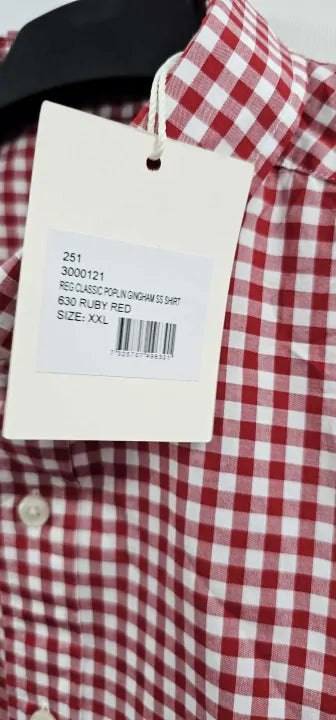 251
3000121
REG CLASSIC POPLIN GINGHAM SS SHIRT
630 RUBY RED
SIZE: XXL